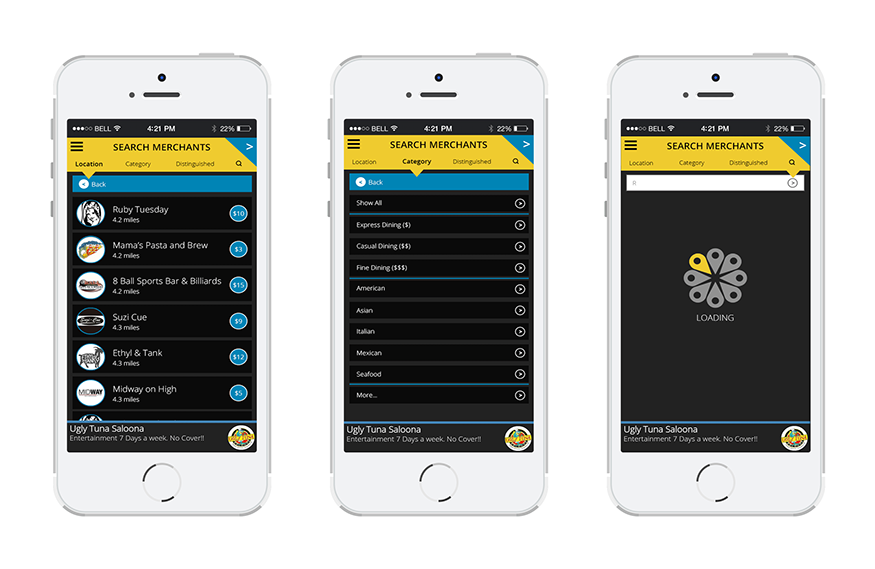 BELL 4:21 PM 22%
SEARCH MERCHANTS >
Location Category Distinguished
< Back
Ruby Tuesday
4.2 miles
$10
Mama's Pasta and Brew
4.2 miles
$3
8 Ball Sports Bar & Billiards
4.2 miles
$15
Suzi Cue
4.3 miles
$9
Ethyl & Tank
4.3 miles
$12
MIDWAY
Midway on High
4.3 miles
$5
Ugly Tuna Saloona
Entertainment 7 Days a week. No Cover!!
BELL 4:21 PM 22%
SEARCH MERCHANTS >
Location Category Distinguished
< Back
Show All >
Express Dining ($) >
Casual Dining ($$) >
Fine Dining ($$$) >
American >
Asian >
Italian >
Mexican >
Seafood >
More... >
Ugly Tuna Saloona
Entertainment 7 Days a week. No Cover!!
BELL 4:21 PM 22%
SEARCH MERCHANTS >
Location Category Distinguished
R >
LOADING
Ugly Tuna Saloona
Entertainment 7 Days a week. No Cover!!